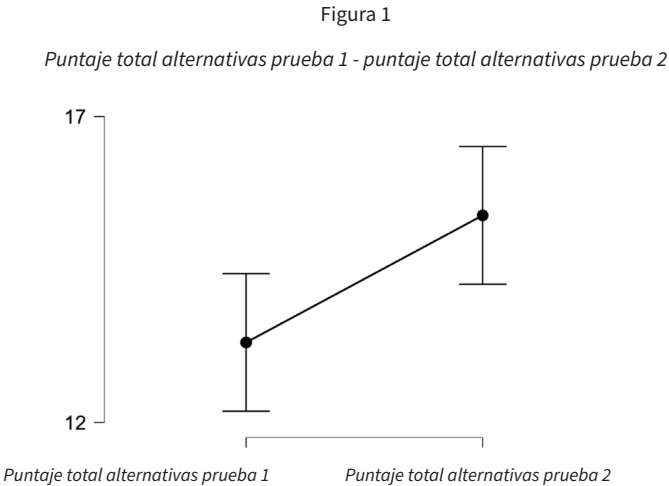 Figura 1
Puntaje total alternativas prueba 1 - puntaje total alternativas prueba 2
17
12
Puntaje total alternativas prueba 1
Puntaje total alternativas prueba 2